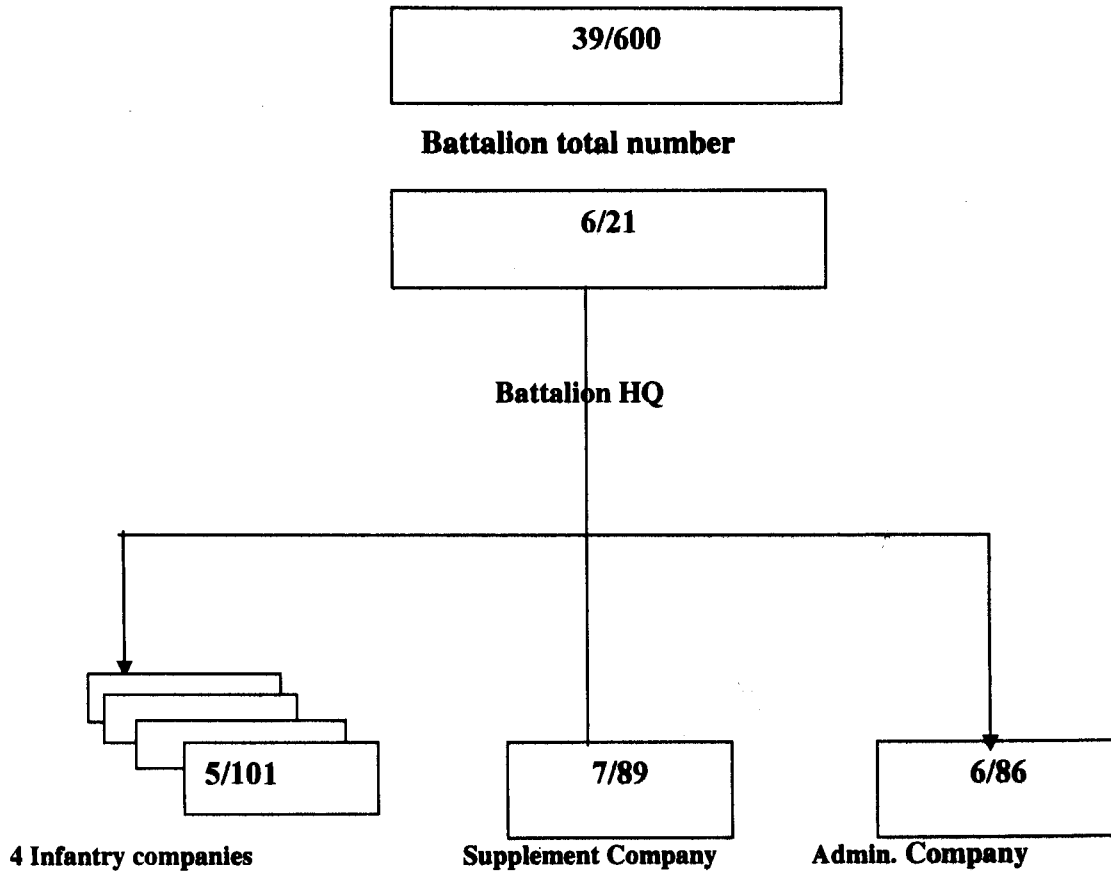 39/600
Battalion total number
6/21
Battalion HQ
5/101
7/89
6/86
4 Infantry companies
Supplement Company
Admin. Company